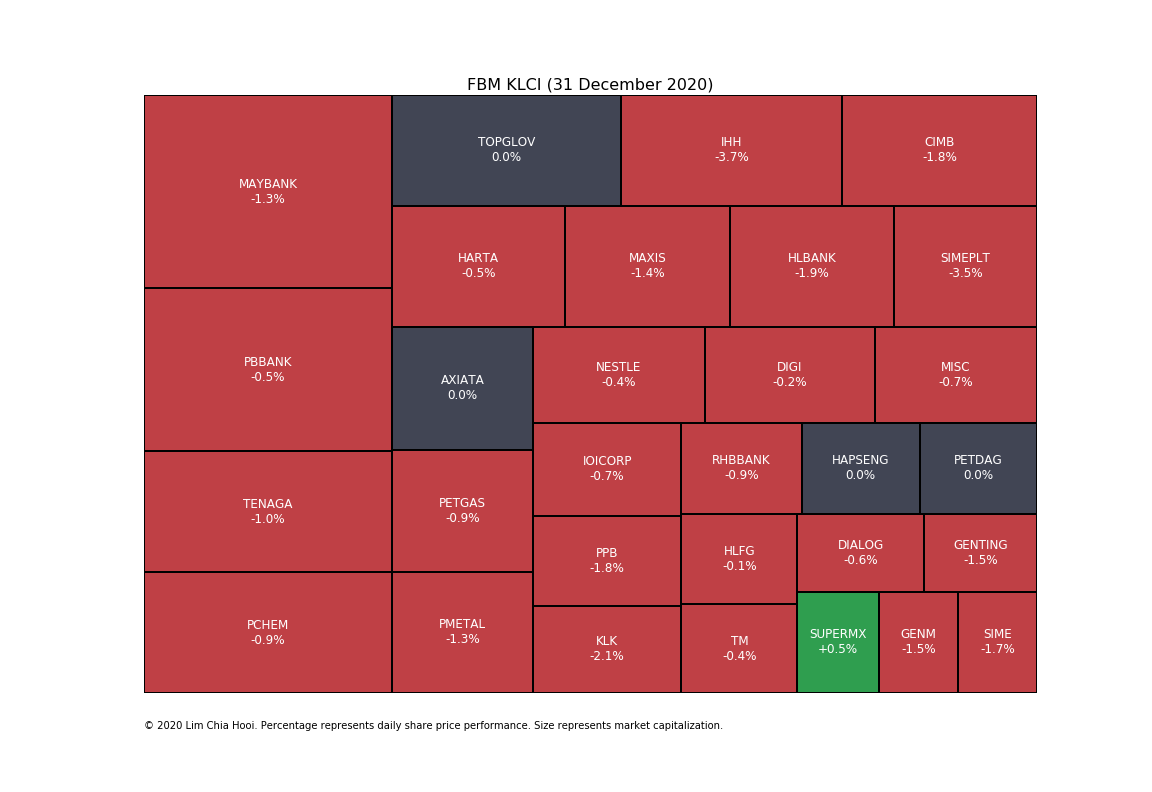 FBM KLCI (31 December 2020)
MAYBANK
-1.3%
TOPGLOV
0.0%
IHH
-3.7%
CIMB
-1.8%
HARTA
-0.5%
MAXIS
-1.4%
HLBANK
-1.9%
SIMEPLT
-3.5%
PBBANK
-0.5%
AXIATA
0.0%
NESTLE
-0.4%
DIGI
-0.2%
MISC
-0.7%
IOICORP
-0.7%
RHBBANK
-0.9%
HAPSENG
0.0%
PETDAG
0.0%
TENAGA
-1.0%
PETGAS
-0.9%
PPB
-1.8%
HLFG
-0.1%
DIALOG
-0.6%
GENTING
-1.5%
PCHEM
-0.9%
PMETAL
-1.3%
KLK
-2.1%
TM
-0.4%
SUPERMX
+0.5%
GENM
-1.5%
SIME
-1.7%
© 2020 Lim Chia Hooi. Percentage represents daily share price performance. Size represents market capitalization.